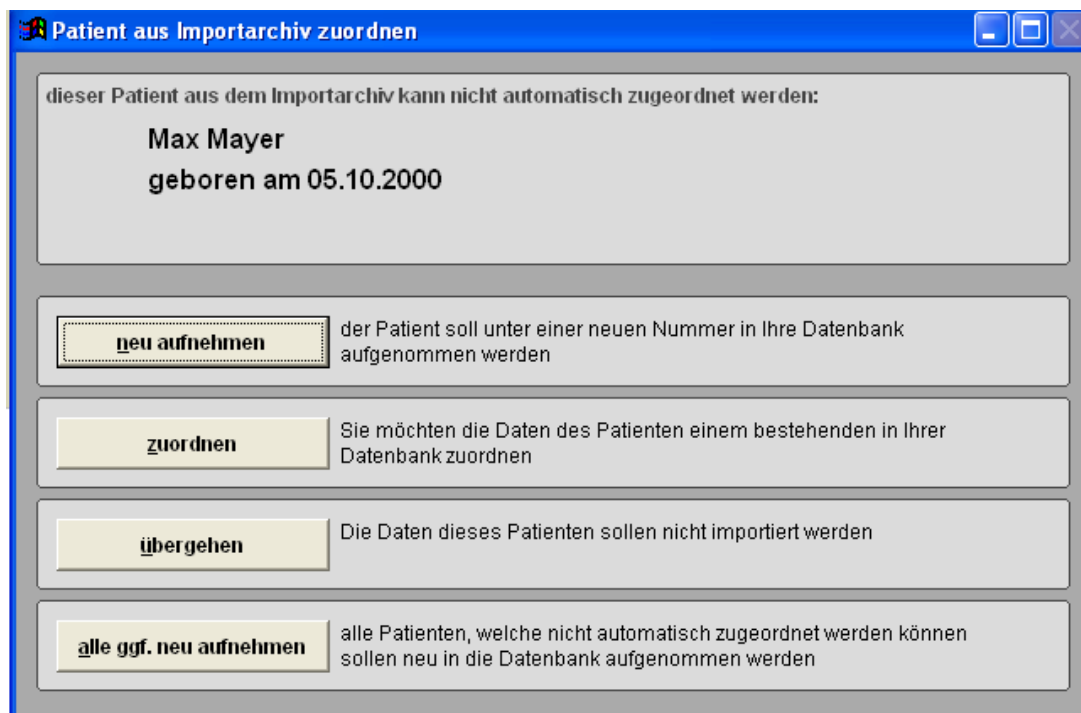 Patient aus Importarchiv zuordnen
dieser Patient aus dem Importarchiv kann nicht automatisch zugeordnet werden:
Max Mayer
geboren am 05.10.2000
neu aufnehmen
der Patient soll unter einer neuen Nummer in Ihre Datenbank
aufgenommen werden
zuordnen
Sie möchten die Daten des Patienten einem bestehenden in Ihrer
Datenbank zuordnen
übergehen
Die Daten dieses Patienten sollen nicht importiert werden
alle ggf. neu aufnehmen
alle Patienten, welche nicht automatisch zugeordnet werden können
sollen neu in die Datenbank aufgenommen werden